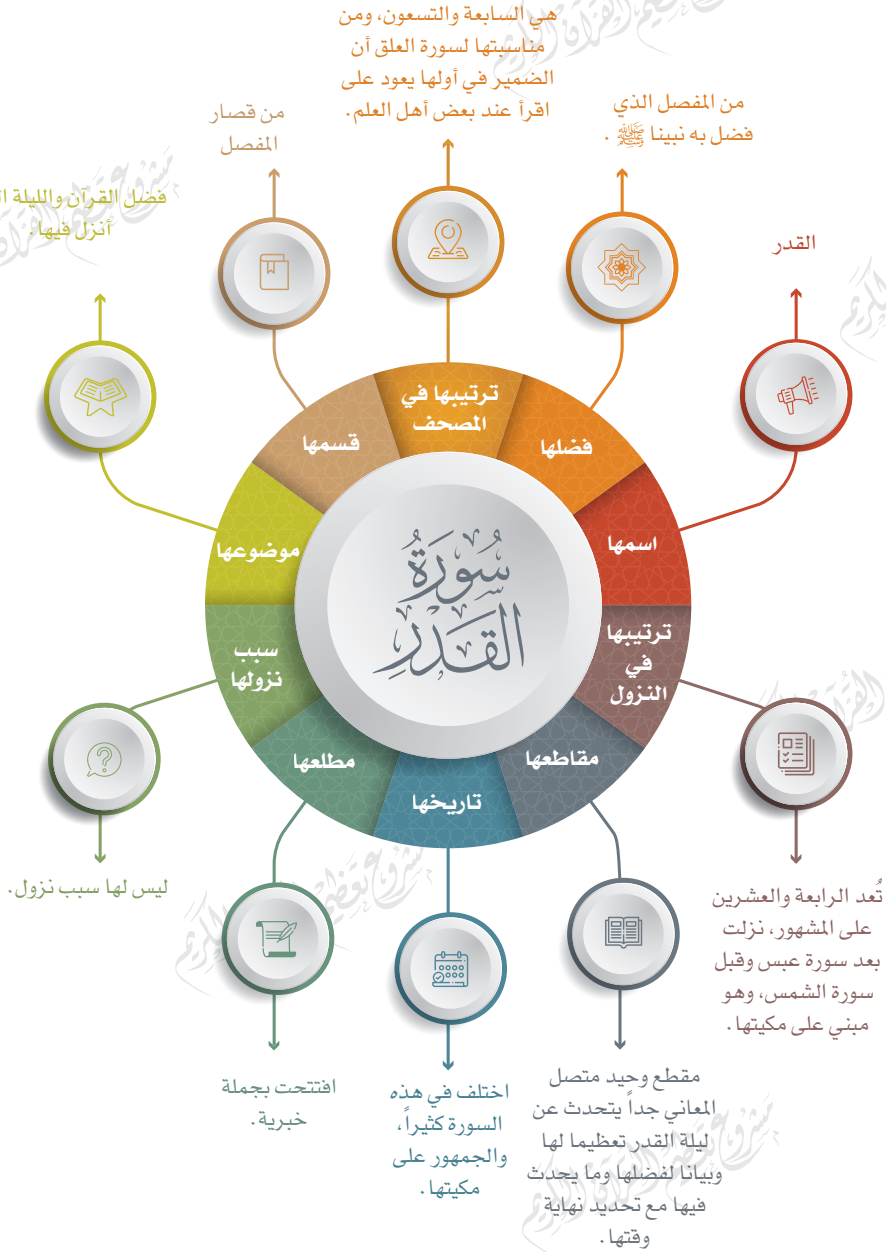 هي السابعة والتسعون، ومن
مناسبتها لسورة العلق أن
الضمير في أولها يعود على
اقرأ عند بعض أهل العلم.
من المفصل الذي
فضل به نبينا ﷺ.
من قصار
المفصل
فضل القرآن والليلة
أنزل فيها.
القدر
ترتيبها في
المصحف
فضلها
قسمها
اسمها
موضوعها
سُورَةُ
القَدْرِ
ترتيبها
في
النزول
سبب
نزولها
مقاطعها
مطلعها
تاريخها
ليس لها سبب نزول.
تُعد الرابعة والعشرين
على المشهور، نزلت
بعد سورة عبس وقبل
سورة الشمس، وهو
مبني على مكيتها.
مقطع وحيد متصل
المعاني جداً يتحدث عن
ليلة القدر تعظيما لها
وبيانا لفضلها وما يحدث
فيها مع تحديد نهاية
وقتها.
اختلف في هذه
السورة كثيراً،
والجمهور على
مكيتها.
افتتحت بجملة
خبرية.
مشروع تعظيم القرآن الكريم